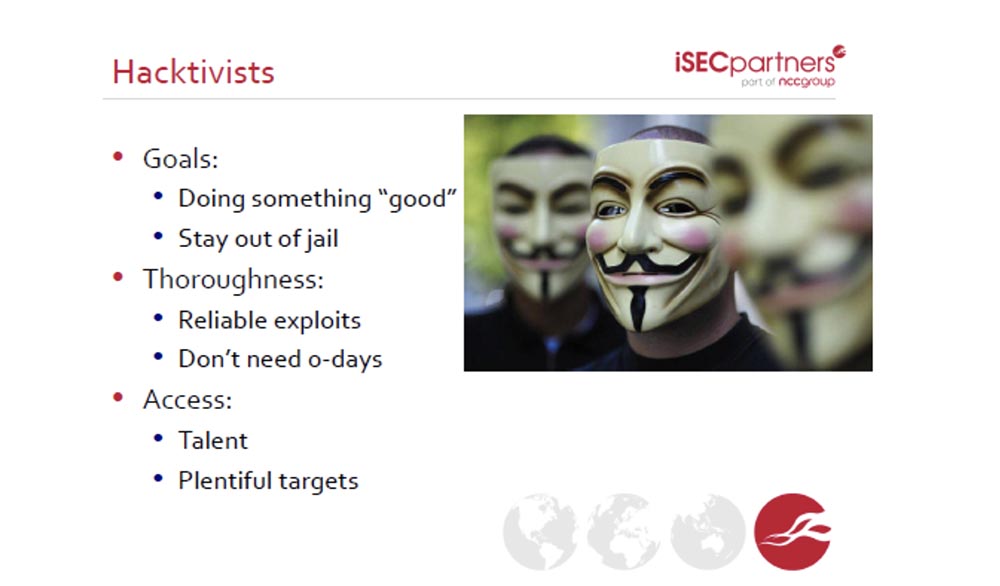 Hacktivists
iSECpartners
part of nccgroup
• Goals:
• Doing something “good”
• Stay out of jail
• Thoroughness:
• Reliable exploits
• Don’t need 0-days
• Access:
• Talent
• Plentiful targets